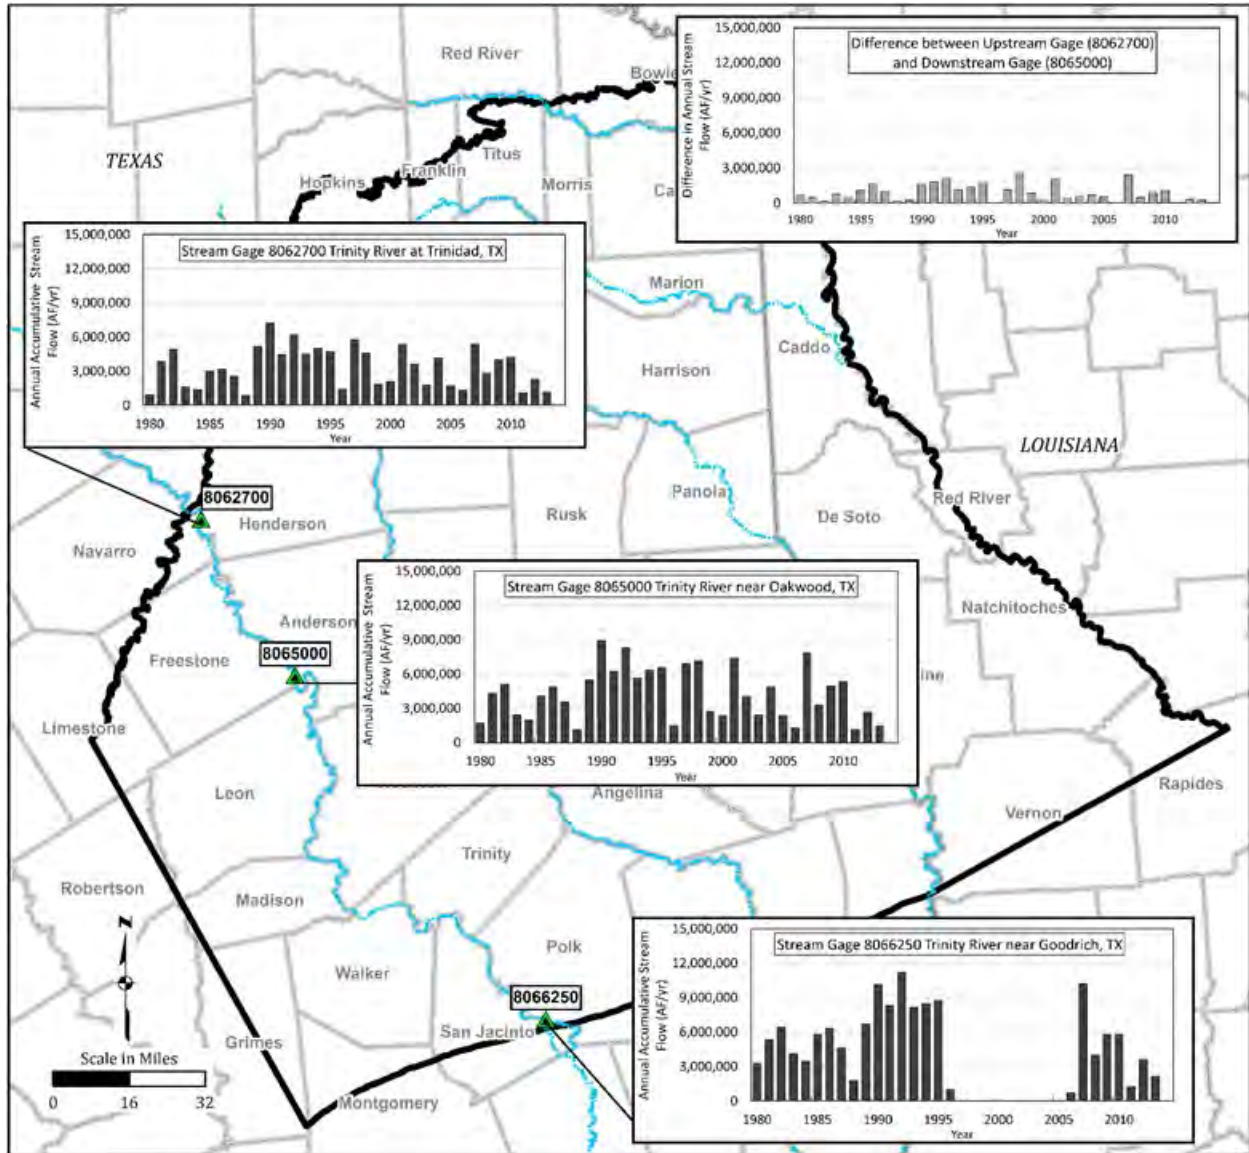 Red River
Bowie
TEXAS
Titus
Franklin
Hopkins
Morris
Ca
15,000,000
12,000,000
9,000,000
6,000,000
3,000,000
0
Difference in Annual Stream
Flow (AF/yr)
Difference between Upstream Gage (8062700)
and Downstream Gage (8065000)
1980 1985 1990 1995 2000 2005 2010
Year
15,000,000
12,000,000
9,000,000
6,000,000
3,000,000
0
Annual Accumulative Stream
Flow (AF/yr)
Stream Gage 8062700 Trinity River at Trinidad, TX
1980 1985 1990 1995 2000 2005 2010
Year
Marion
Caddo
Harrison
LOUISIANA
Panola
Red River
8062700
Henderson
Rusk
De Soto
Navarro
Natchitoches
Anderson
8065000
Freestone
ine
Limestone
15,000,000
12,000,000
9,000,000
6,000,000
3,000,000
0
Annual Accumulative Stream
Flow (AF/yr)
Stream Gage 8065000 Trinity River near Oakwood, TX
1980 1985 1990 1995 2000 2005 2010
Year
Leon
Angelina
Rapides
Vernon
Trinity
Robertson
Madison
Polk
Walker
8066250
San Jacinto
Grimes
Montgomery
N
Scale in Miles
0 16 32
15,000,000
12,000,000
9,000,000
6,000,000
3,000,000
0
Annual Accumulative Stream
Flow (AF/yr)
Stream Gage 8066250 Trinity River near Goodrich, TX
1980 1985 1990 1995 2000 2005 2010
Year